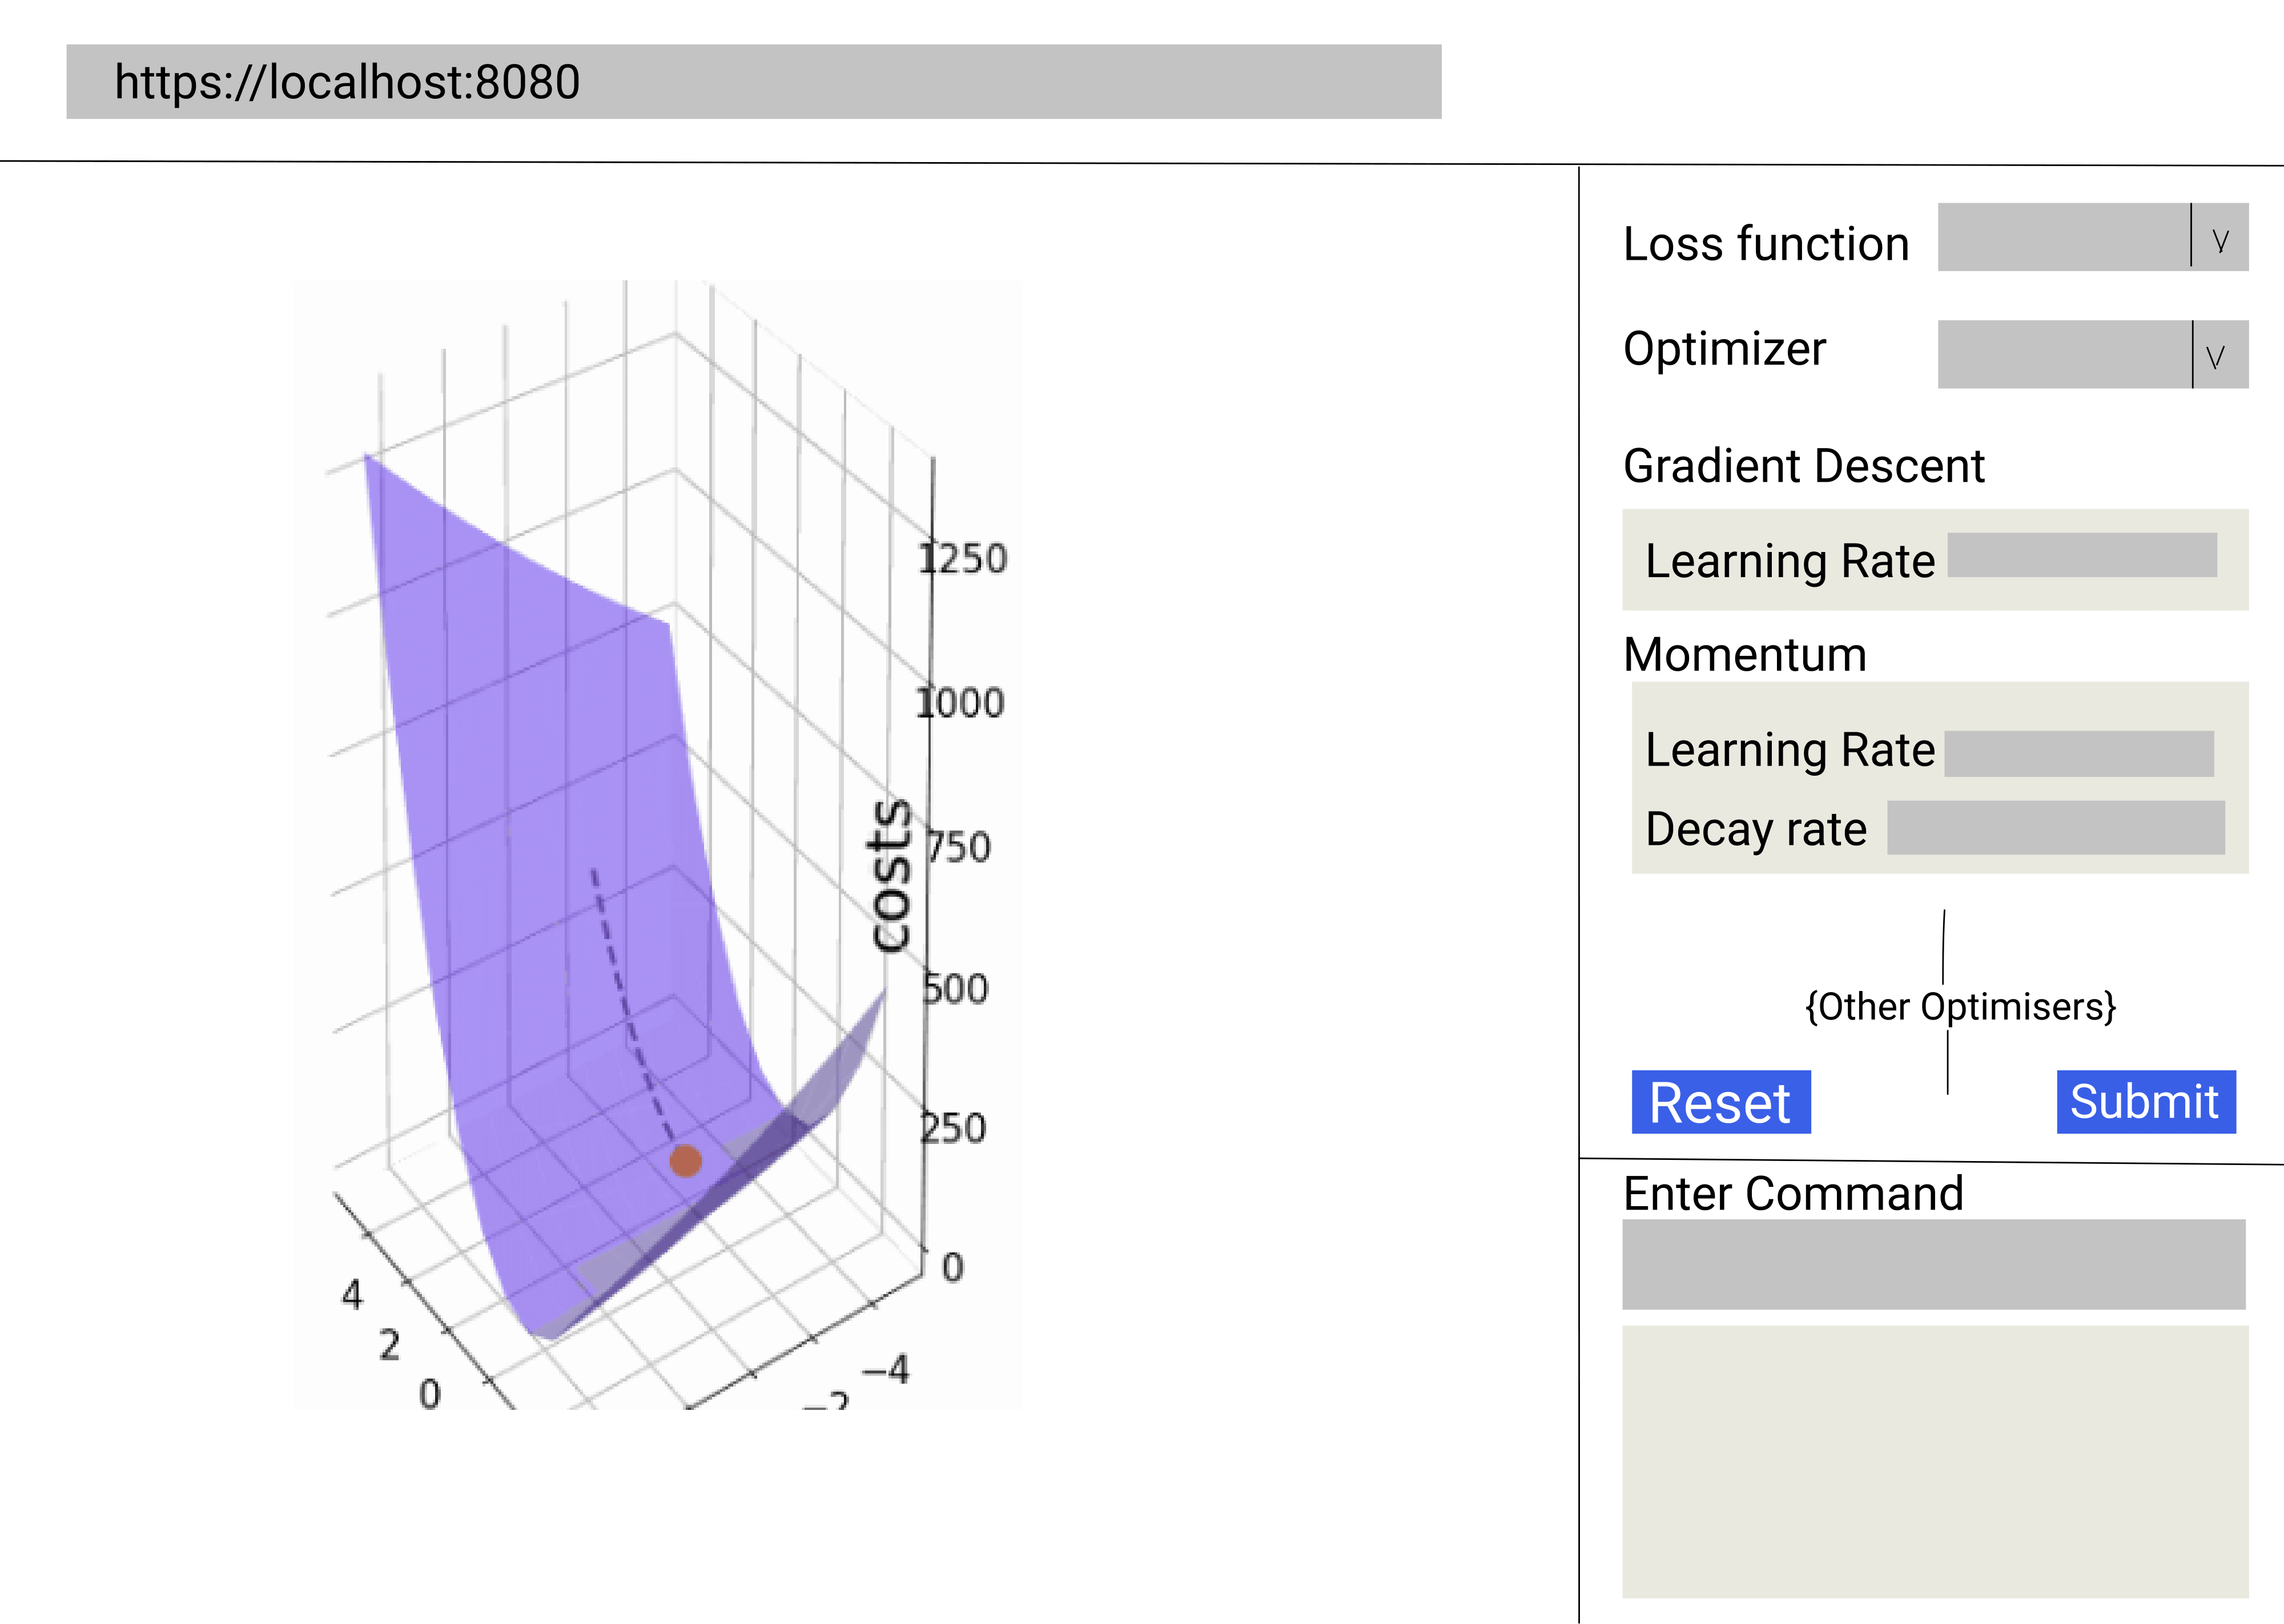 https://localhost:8080
Loss function
V
Optimizer
V
Gradient Descent
Learning Rate
Momentum
Learning Rate
Decay rate
{Other Optimisers}
Reset
Submit
Enter Command
1250
1000
750
costs
500
250
0
4
2
0
−4
−2